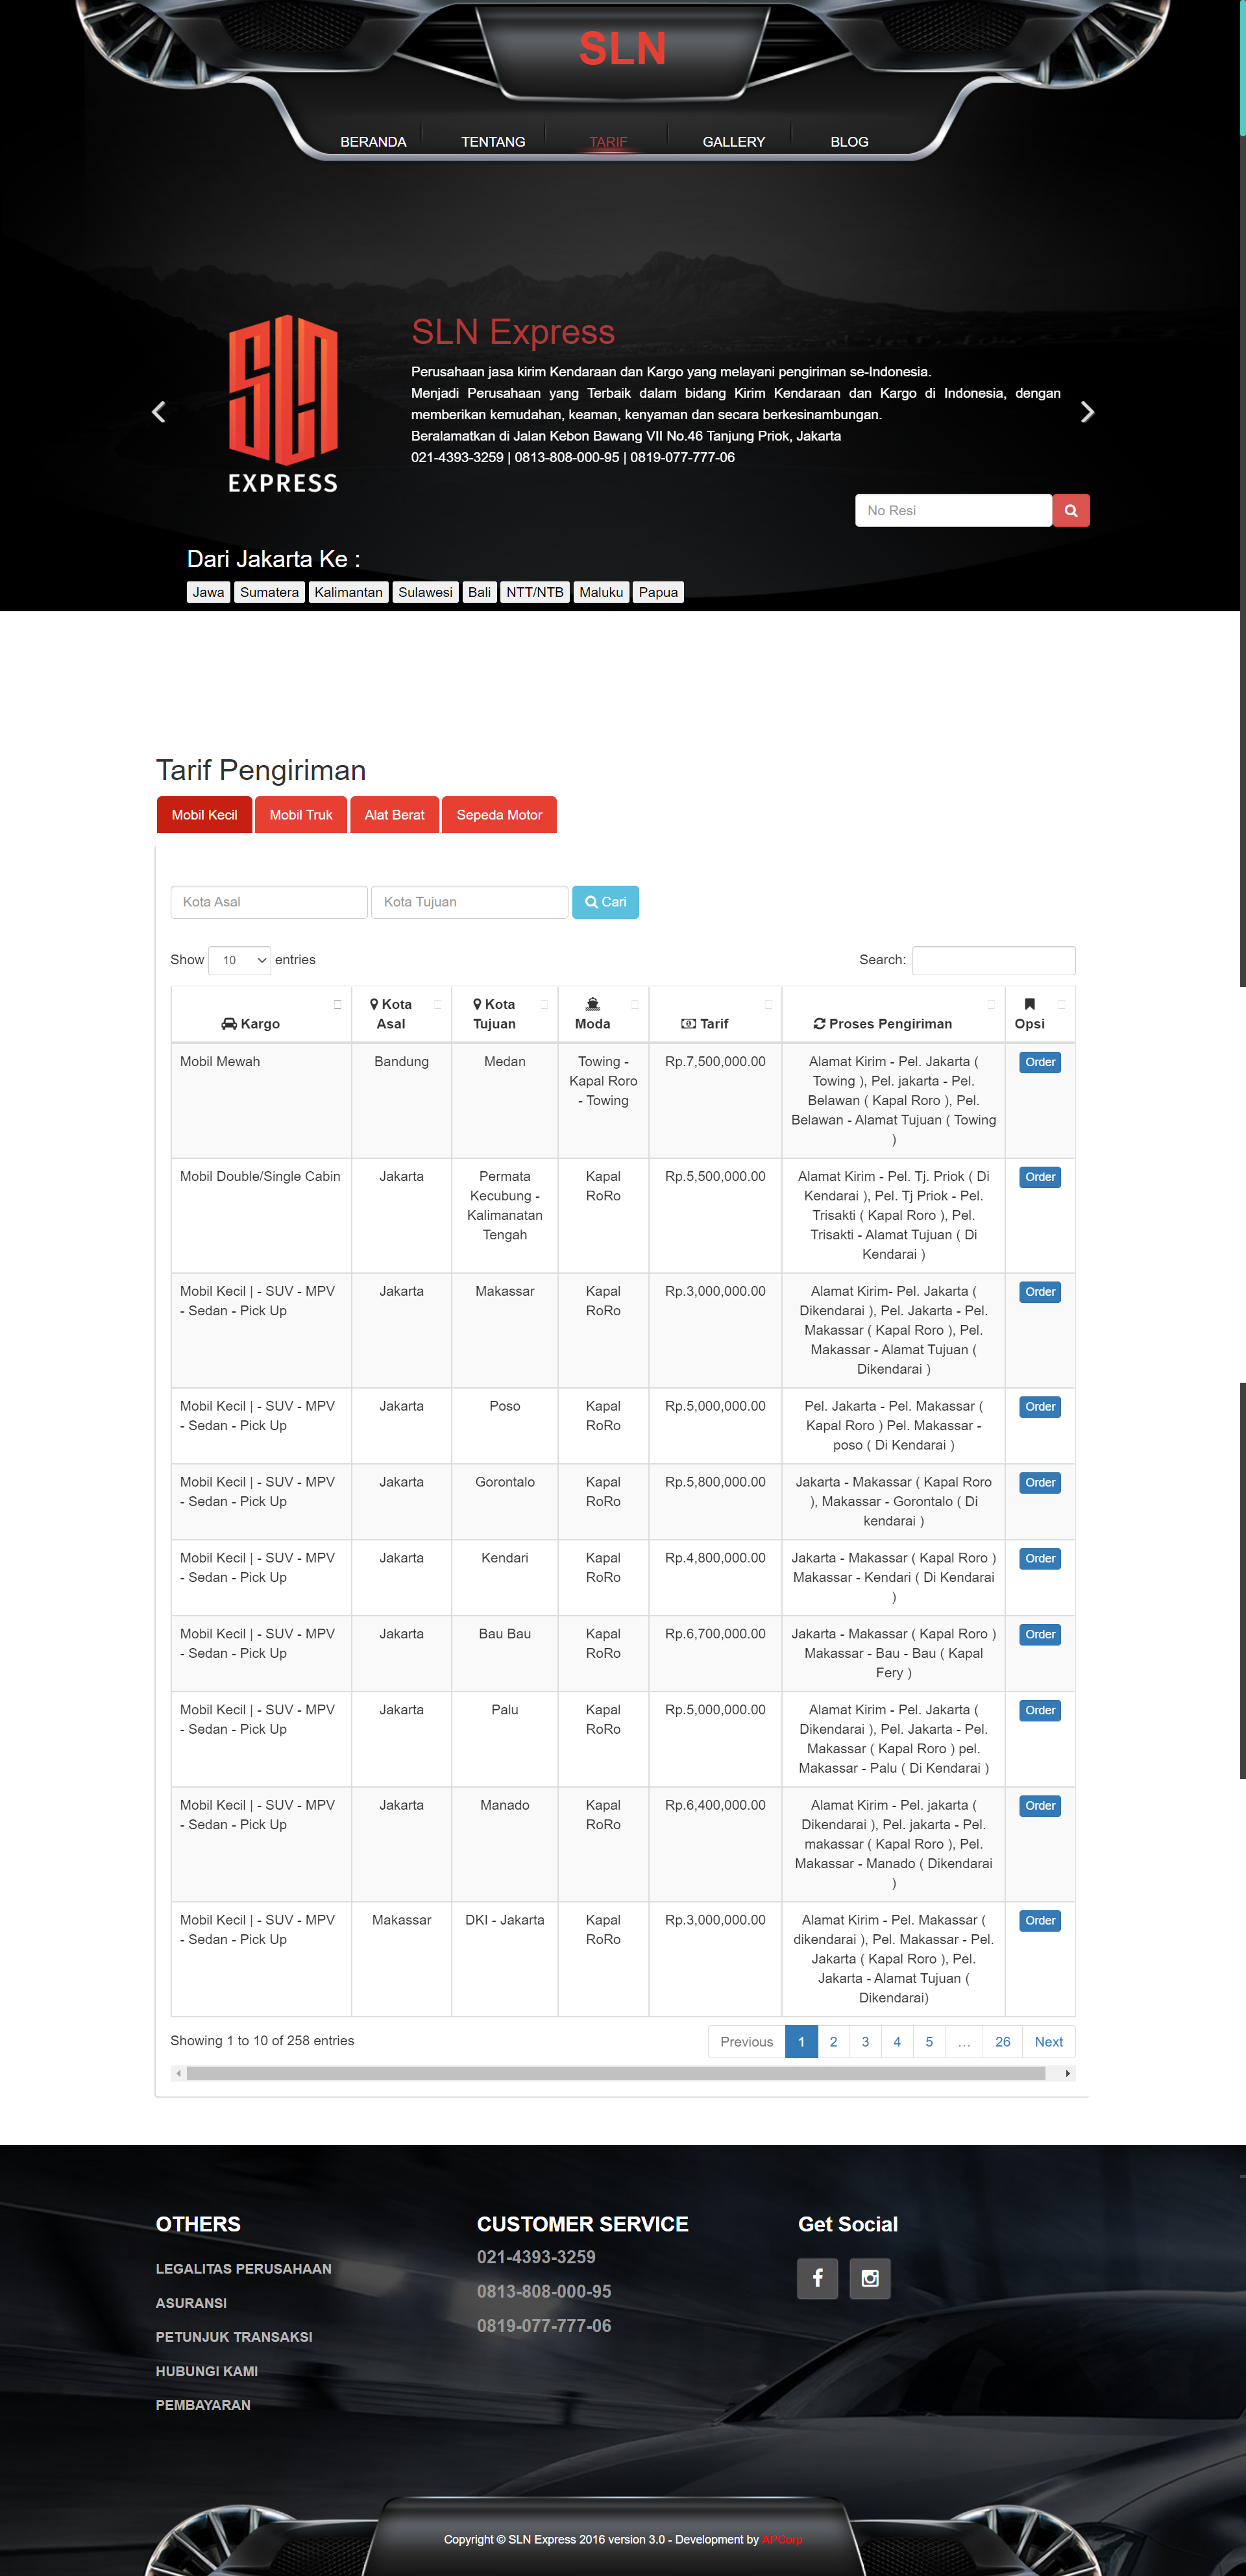 SLN
BERANDA TENTANG TARIF GALLERY BLOG
SLN
EXPRESS
SLN Express
Perusahaan jasa kirim Kendaraan dan Kargo yang melayani pengiriman se-Indonesia.
Menjadi Perusahaan yang Terbaik dalam bidang Kirim Kendaraan dan Kargo di Indonesia, dengan
memberikan kemudahan, keaman, kenyaman dan secara berkesinambungan.
Beralamatkan di Jalan Kebon Bawang VII No.46 Tanjung Priok, Jakarta
021-4393-3259 | 0813-808-000-95 | 0819-077-777-06
No Resi
Dari Jakarta Ke :
Jawa Sumatera Kalimantan Sulawesi Bali NTT/NTB Maluku Papua
Tarif Pengiriman
Mobil Kecil Mobil Truk Alat Berat Sepeda Motor
Kota Asal Kota Tujuan Cari
Show 10 entries Search:
Kargo
Kota
Asal
Kota
Tujuan
Moda
Tarif
Proses Pengiriman
Opsi
Mobil Mewah
Bandung
Medan
Towing -
Kapal Roro
- Towing
Rp.7,500,000.00
Alamat Kirim - Pel. Jakarta (
Towing ), Pel. jakarta - Pel.
Belawan ( Kapal Roro ), Pel.
Belawan - Alamat Tujuan ( Towing
)
Order
Mobil Double/Single Cabin
Jakarta
Permata
Kecubung -
Kalimanatan
Tengah
Kapal
RoRo
Rp.5,500,000.00
Alamat Kirim - Pel. Tj. Priok ( Di
Kendarai ), Pel. Tj Priok - Pel.
Trisakti ( Kapal Roro ), Pel.
Trisakti - Alamat Tujuan ( Di
Kendarai )
Order
Mobil Kecil | - SUV - MPV
- Sedan - Pick Up
Jakarta
Makassar
Kapal
RoRo
Rp.3,000,000.00
Alamat Kirim- Pel. Jakarta (
Dikendarai ), Pel. Jakarta - Pel.
Makassar ( Kapal Roro ), Pel.
Makassar - Alamat Tujuan (
Dikendarai )
Order
Mobil Kecil | - SUV - MPV
- Sedan - Pick Up
Jakarta
Poso
Kapal
RoRo
Rp.5,000,000.00
Pel. Jakarta - Pel. Makassar (
Kapal Roro ) Pel. Makassar -
poso ( Di Kendarai )
Order
Mobil Kecil | - SUV - MPV
- Sedan - Pick Up
Jakarta
Gorontalo
Kapal
RoRo
Rp.5,800,000.00
Jakarta - Makassar ( Kapal Roro
), Makassar - Gorontalo ( Di
kendarai )
Order
Mobil Kecil | - SUV - MPV
- Sedan - Pick Up
Jakarta
Kendari
Kapal
RoRo
Rp.4,800,000.00
Jakarta - Makassar ( Kapal Roro )
Makassar - Kendari ( Di Kendarai
)
Order
Mobil Kecil | - SUV - MPV
- Sedan - Pick Up
Jakarta
Bau Bau
Kapal
RoRo
Rp.6,700,000.00
Jakarta - Makassar ( Kapal Roro )
Makassar - Bau - Bau ( Kapal
Fery )
Order
Mobil Kecil | - SUV - MPV
- Sedan - Pick Up
Jakarta
Palu
Kapal
RoRo
Rp.5,000,000.00
Alamat Kirim - Pel. Jakarta (
Dikendarai ), Pel. Jakarta - Pel.
Makassar ( Kapal Roro ) pel.
Makassar - Palu ( Di Kendarai )
Order
Mobil Kecil | - SUV - MPV
- Sedan - Pick Up
Jakarta
Manado
Kapal
RoRo
Rp.6,400,000.00
Alamat Kirim - Pel. jakarta (
Dikendarai ), Pel. jakarta - Pel.
makassar ( Kapal Roro ), Pel.
Makassar - Manado ( Dikendarai
)
Order
Mobil Kecil | - SUV - MPV
- Sedan - Pick Up
Makassar
DKI - Jakarta
Kapal
RoRo
Rp.3,000,000.00
Alamat Kirim - Pel. Makassar (
dikendarai ), Pel. Makassar - Pel.
Jakarta ( Kapal Roro ), Pel.
Jakarta - Alamat Tujuan (
Dikendarai)
Order
Showing 1 to 10 of 258 entries
Previous 1 2 3 4 5 … 26 Next
OTHERS
LEGALITAS PERUSAHAAN
ASURANSI
PETUNJUK TRANSAKSI
HUBUNGI KAMI
PEMBAYARAN
CUSTOMER SERVICE
021-4393-3259
0813-808-000-95
0819-077-777-06
Get Social
Copyright © SLN Express 2016 version 3.0 - Development by APCorp